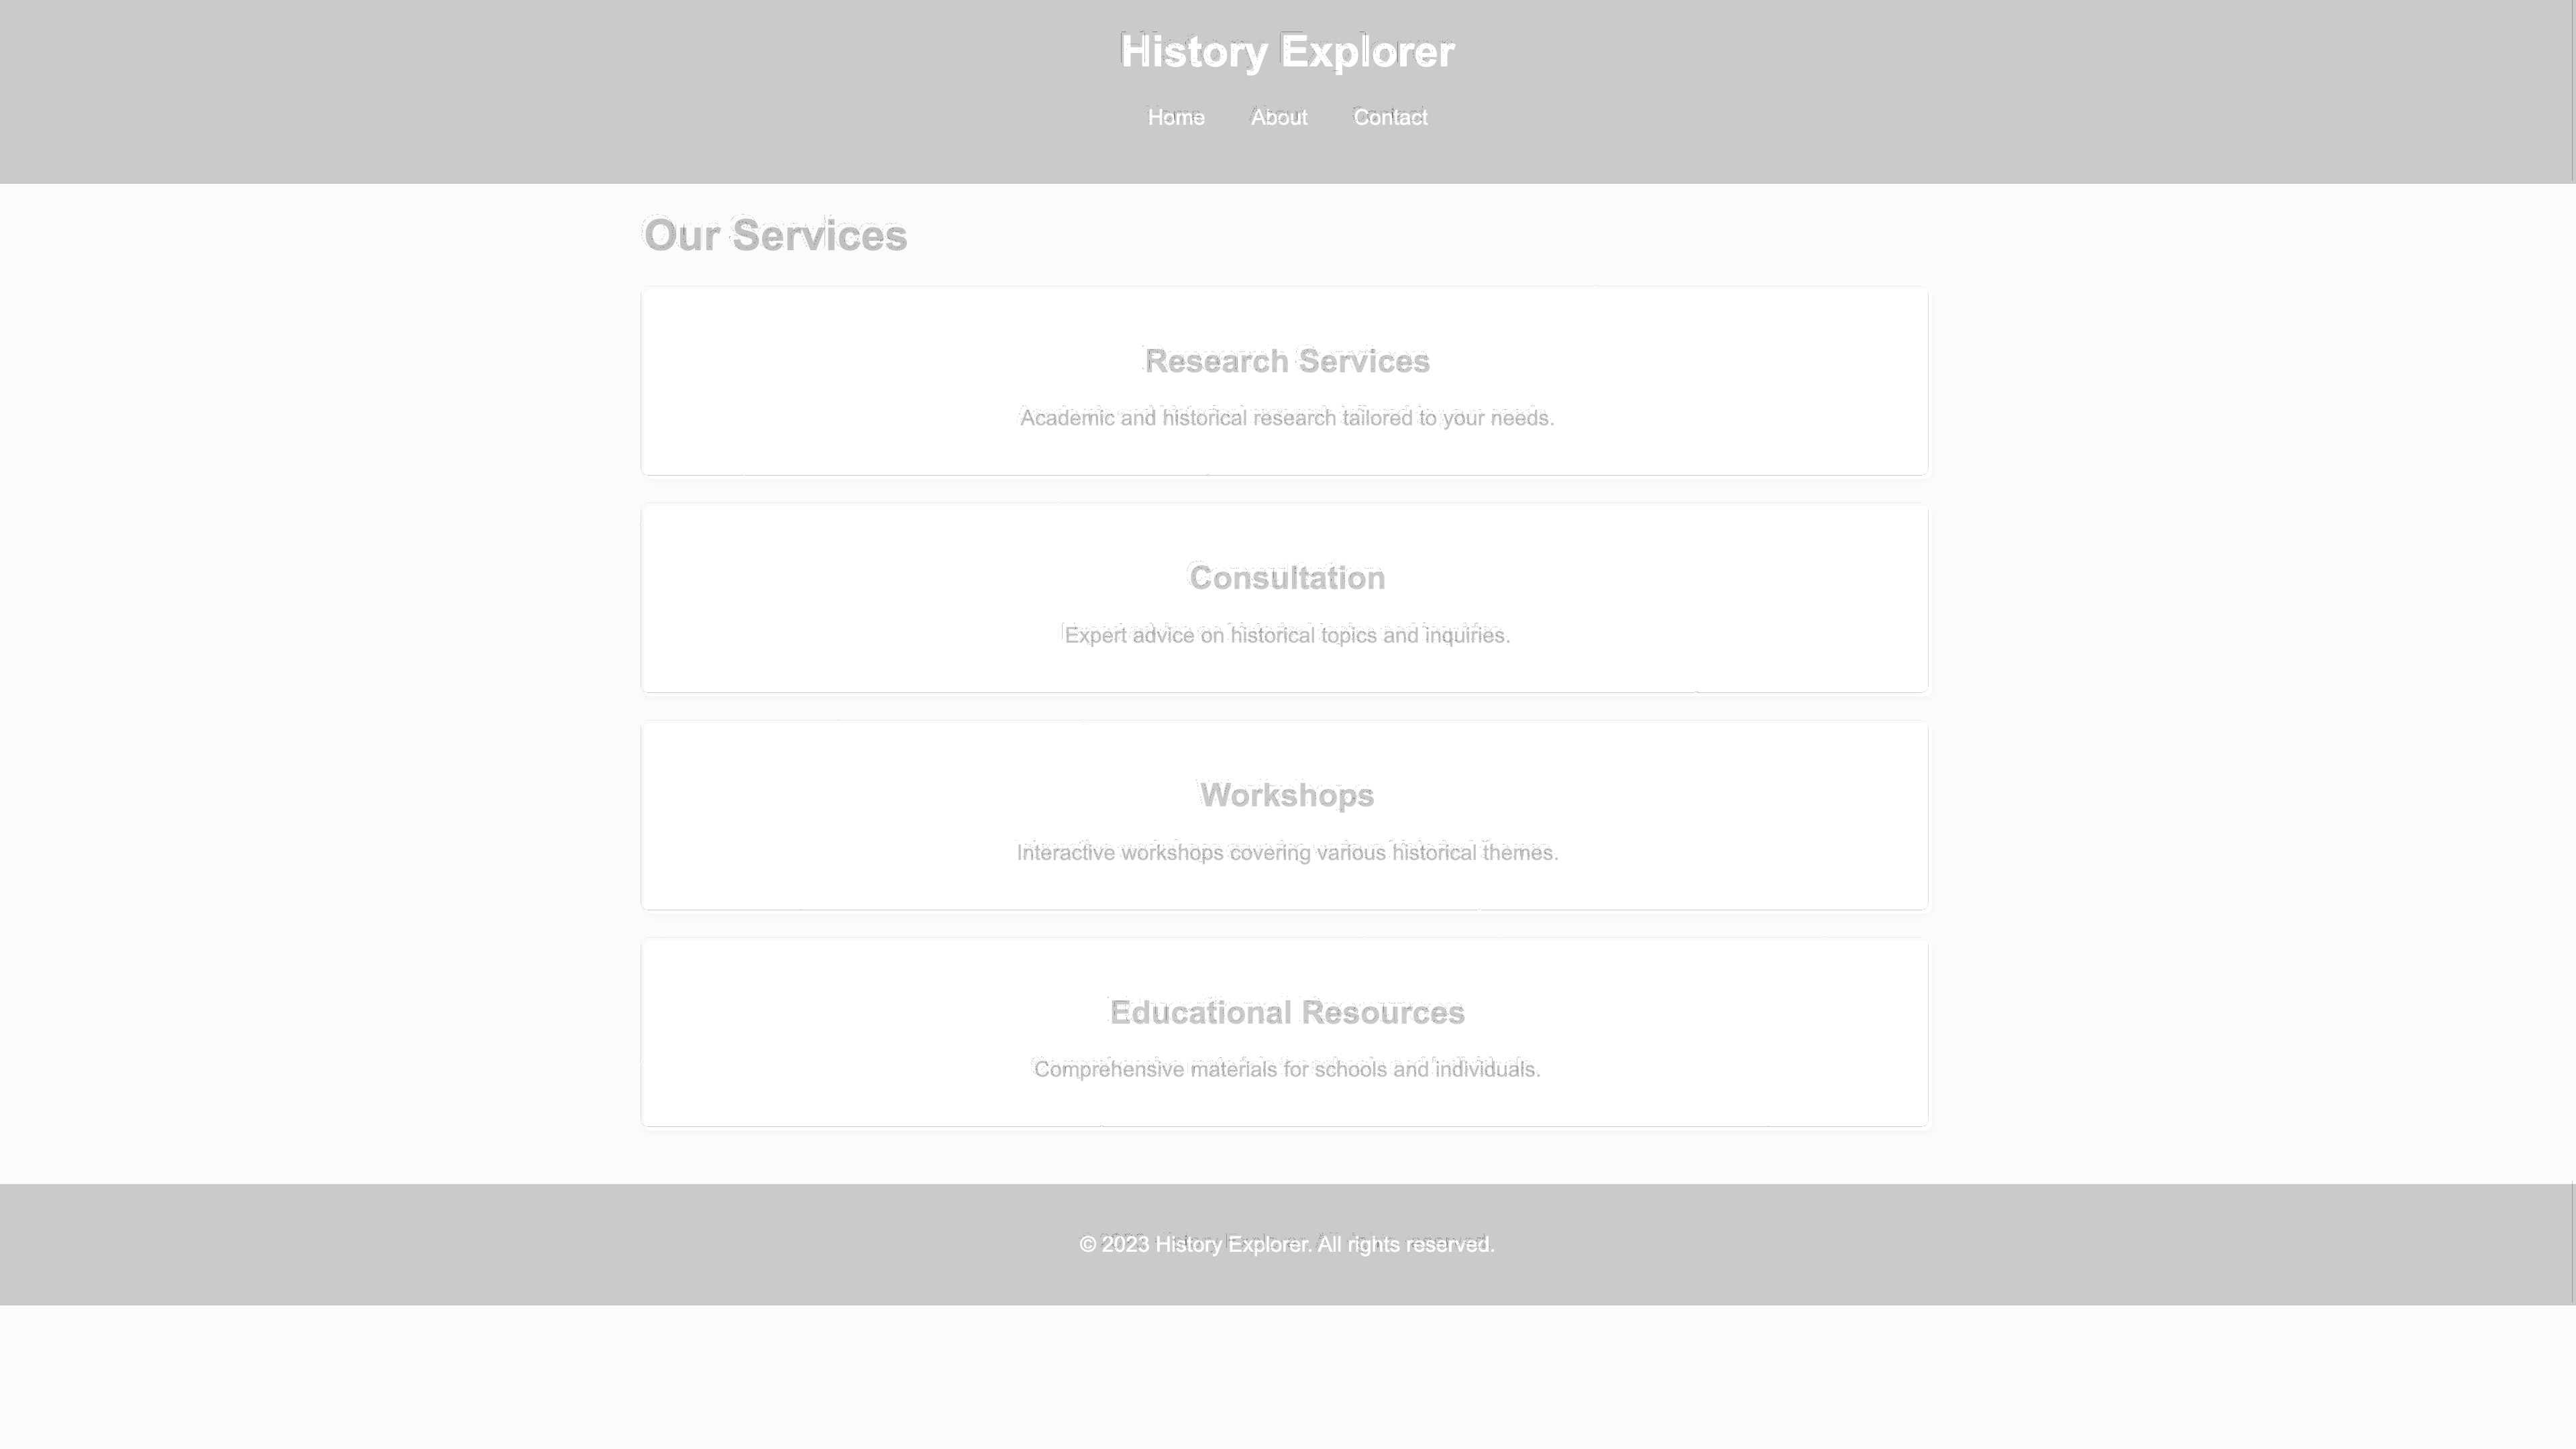 History Explorer
Home About Contact
Our Services
Research Services
Academic and historical research tailored to your needs.
Consultation
Expert advice on historical topics and inquiries.
Workshops
Interactive workshops covering various historical themes.
Educational Resources
Comprehensive materials for schools and individuals.
© 2023 History Explorer. All rights reserved.